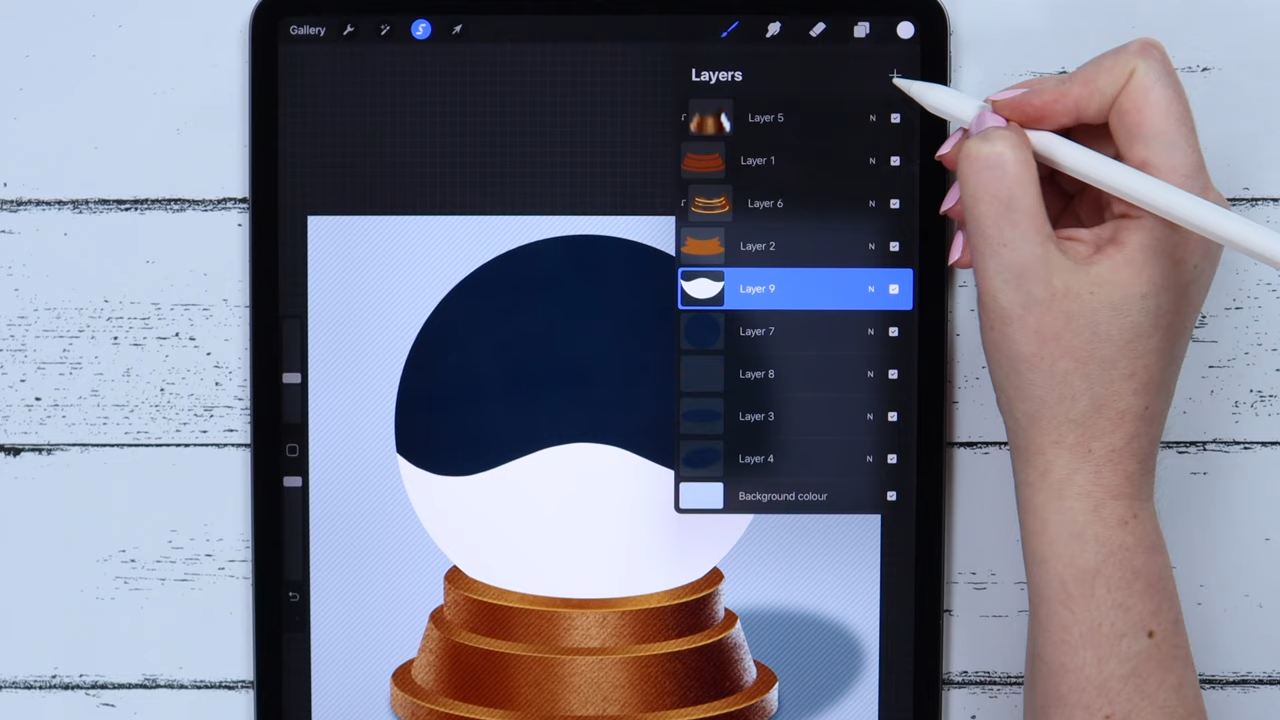 Gallery
Layers
Layer 5 N
Layer 1 N
Layer 6 N
Layer 2 N
Layer 9 N
Layer 7 N
Layer 8 N
Layer 3 N
Layer 4 N
Background colour